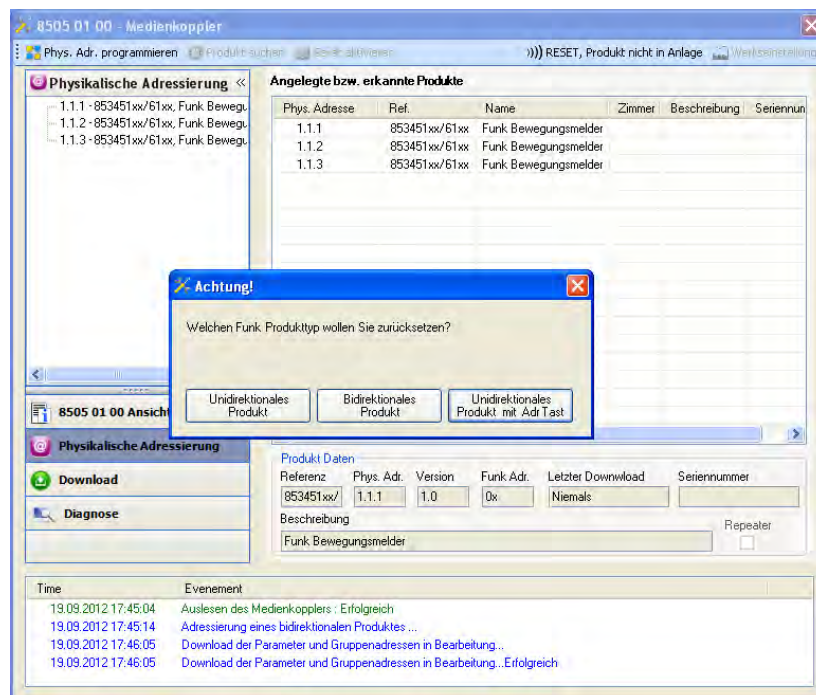 8505 01 00 - Medienkoppler
Phys. Adr. programmieren Produkt suchen Gerät aktivieren ))) RESET, Produkt nicht in Anlage Werkseinstellung
Physikalische Adressierung «
1.1.1 - 853451xx/61xx, Funk Bewegu
1.1.2 - 853451xx/61xx, Funk Bewegu
1.1.3 - 853451xx/61xx, Funk Bewegu
Angelegte bzw. erkannte Produkte
Phys. Adresse Ref. Name Zimmer Beschreibung Seriennun
1.1.1 853451xx/61xx Funk Bewegungsmelder
1.1.2 853451xx/61xx Funk Bewegungsmelder
1.1.3 853451xx/61xx Funk Bewegungsmelder
Achtung!
Welchen Funk Produkttyp wollen Sie zurücksetzen?
Unidirektionales
Produkt
Bidirektionales
Produkt
Unidirektionales
Produkt mit AdrTast
8505 01 00 Ansicht
Physikalische Adressierung
Download
Diagnose
Produkt Daten
Referenz Phys. Adr. Version Funk Adr. Letzter Downwload Seriennummer
853451xx/ 1.1.1 1.0 0x Niemals
Beschreibung
Repeater
Funk Bewegungsmelder
Time Evenement
19.09.2012 17:45:04 Auslesen des Medienkopplers : Erfolgreich
19.09.2012 17:45:14 Adressierung eines bidirektionalen Produktes ...
19.09.2012 17:46:05 Download der Parameter und Gruppenadressen in Bearbeitung...
19.09.2012 17:46:05 Download der Parameter und Gruppenadressen in Bearbeitung...Erfolgreich